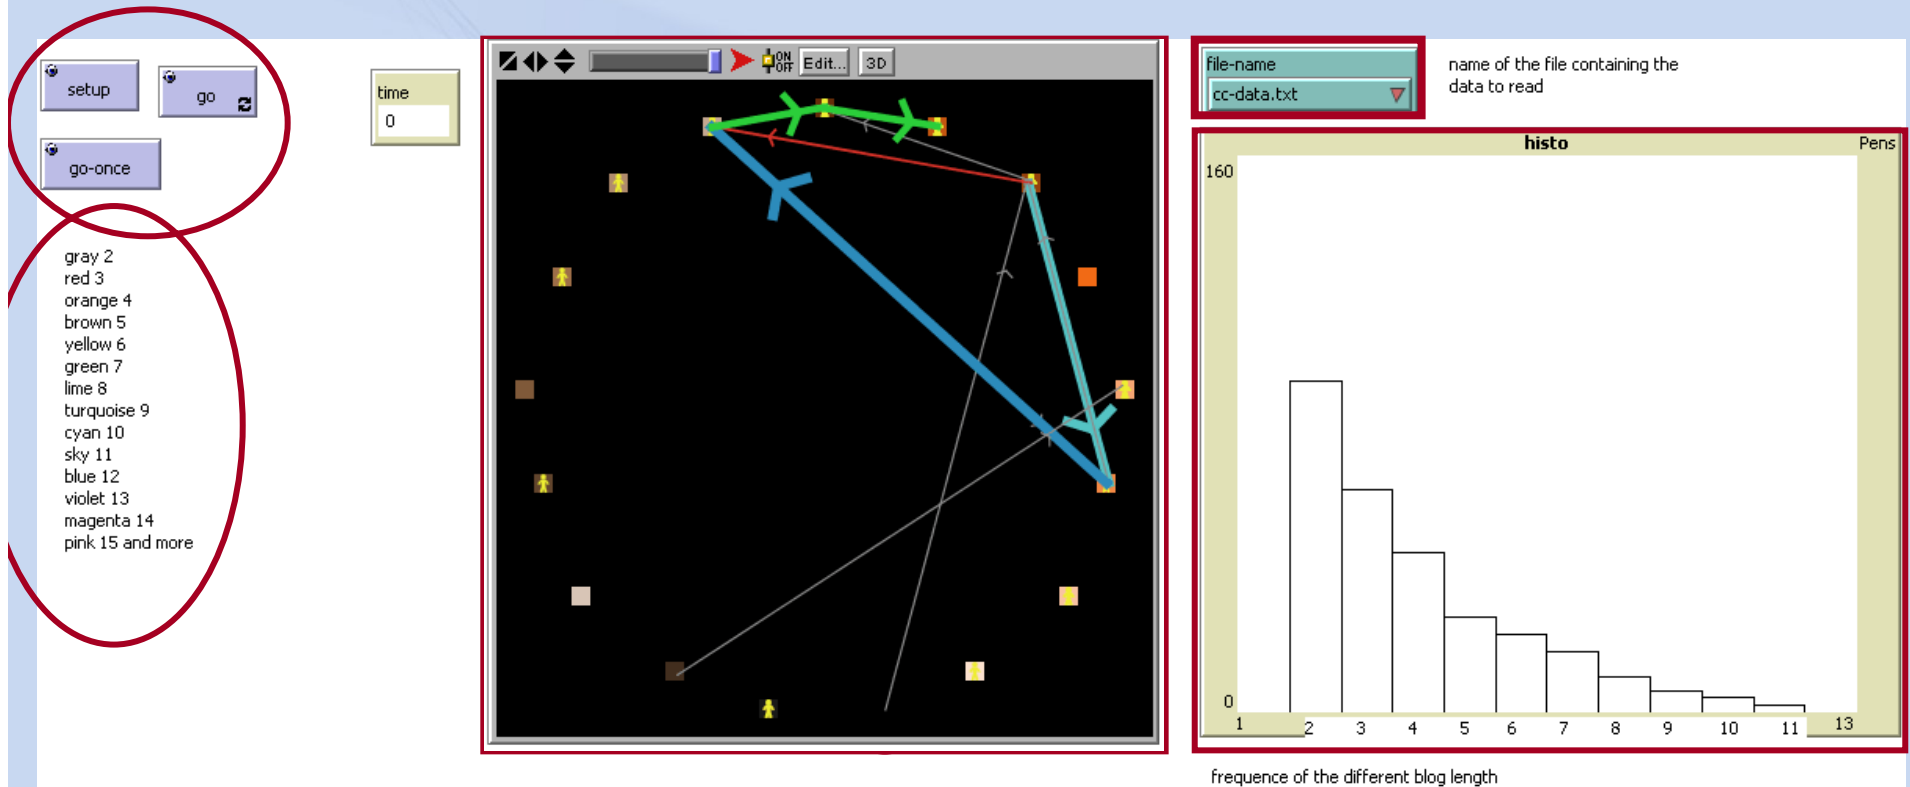 setup
go
go-once
time
0
gray 2
red 3
orange 4
brown 5
yellow 6
green 7
lime 8
turquoise 9
cyan 10
sky 11
blue 12
violet 13
magenta 14
pink 15 and more
ON
OFF
Edit...
3D
file-name
cc-data.txt
name of the file containing the
data to read
histo
Pens
160
0
1 2 3 4 5 6 7 8 9 10 11 13
frequence of the different blog length